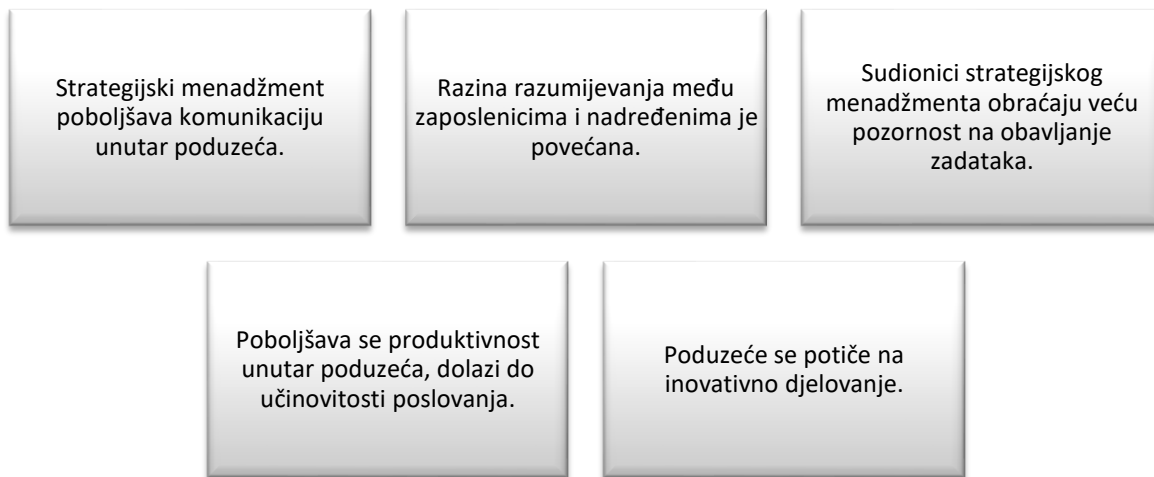 Strategijski menadžment
poboljšava komunikaciju
unutar poduzeća.
Razina razumijevanja među
zaposlenicima i nadređenima je
povećana.
Sudionici strategijskog
menadžmenta obraćaju veću
pozornost na obavljanje
zadataka.
Poboljšava se produktivnost
unutar poduzeća, dolazi do
učinovitosti poslovanja.
Poduzeće se potiče na
inovativno djelovanje.